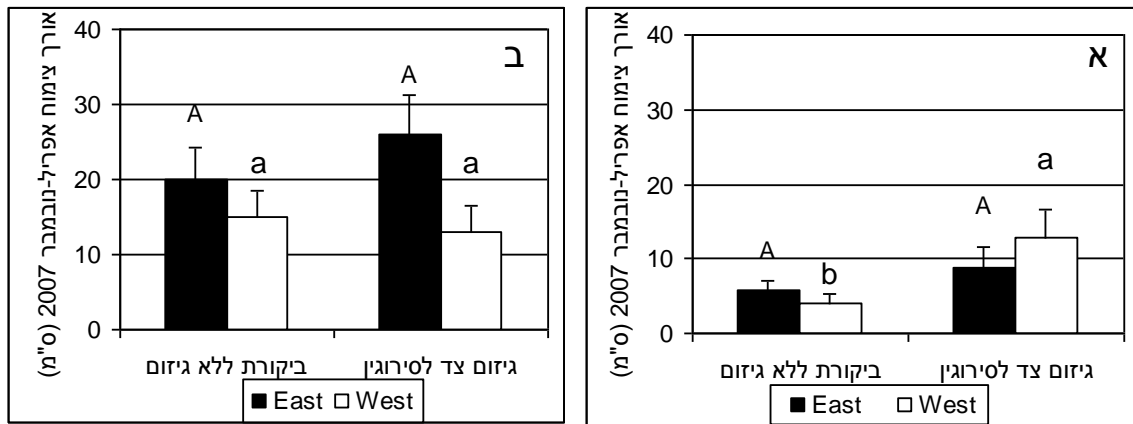 א
אורך צימוח אפריל-נובמבר 2007 (ס"מ)
40
30
20
10
0
A
b
A
a
ביקורת ללא גיזום
גיזום צד לסירוגין
East
West
ב
אורך צימוח אפריל-נובמבר 2007 (ס"מ)
40
30
20
10
0
A
a
A
a
ביקורת ללא גיזום
גיזום צד לסירוגין
East
West